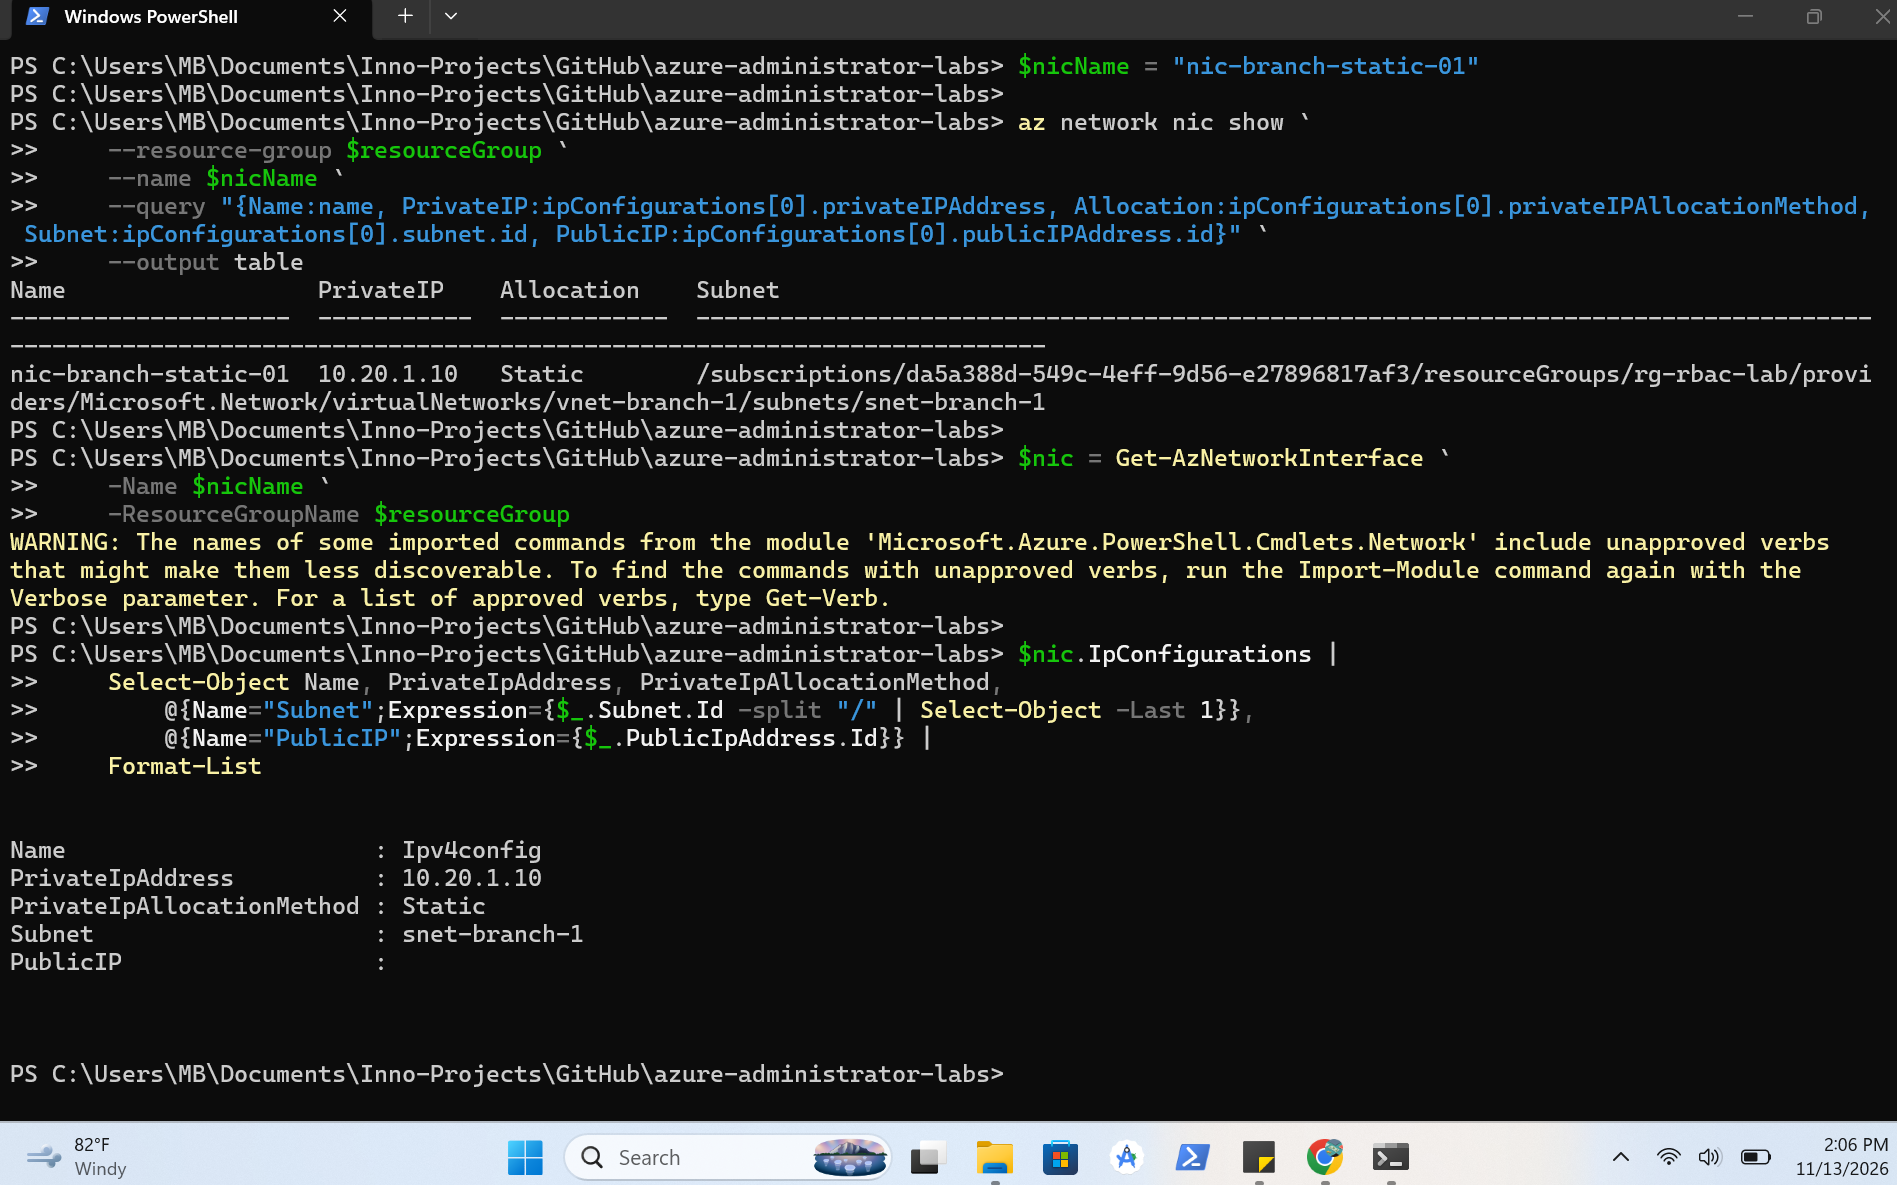 Windows PowerShell
PS C:\Users\MB\Documents\Inno-Projects\GitHub\azure-administrator-labs> $nicName = "nic-branch-static-01"
PS C:\Users\MB\Documents\Inno-Projects\GitHub\azure-administrator-labs>
PS C:\Users\MB\Documents\Inno-Projects\GitHub\azure-administrator-labs> az network nic show `
>>     --resource-group $resourceGroup `
>>     --name $nicName `
>>     --query "{Name:name, PrivateIP:ipConfigurations[0].privateIPAddress, Allocation:ipConfigurations[0].privateIPAllocationMethod,
 Subnet:ipConfigurations[0].subnet.id, PublicIP:ipConfigurations[0].publicIPAddress.id}" `
>>     --output table
Name                  PrivateIP    Allocation    Subnet
--------------------  -----------  ------------  ------------------------------------------------------------------------------------
--------------------------------------------------------------------------
nic-branch-static-01  10.20.1.10   Static        /subscriptions/da5a388d-549c-4eff-9d56-e27896817af3/resourceGroups/rg-rbac-lab/provi
ders/Microsoft.Network/virtualNetworks/vnet-branch-1/subnets/snet-branch-1
PS C:\Users\MB\Documents\Inno-Projects\GitHub\azure-administrator-labs>
PS C:\Users\MB\Documents\Inno-Projects\GitHub\azure-administrator-labs> $nic = Get-AzNetworkInterface `
>>     -Name $nicName `
>>     -ResourceGroupName $resourceGroup
WARNING: The names of some imported commands from the module 'Microsoft.Azure.PowerShell.Cmdlets.Network' include unapproved verbs
that might make them less discoverable. To find the commands with unapproved verbs, run the Import-Module command again with the
Verbose parameter. For a list of approved verbs, type Get-Verb.
PS C:\Users\MB\Documents\Inno-Projects\GitHub\azure-administrator-labs>
PS C:\Users\MB\Documents\Inno-Projects\GitHub\azure-administrator-labs> $nic.IpConfigurations |
>>     Select-Object Name, PrivateIpAddress, PrivateIpAllocationMethod,
>>         @{Name="Subnet";Expression={$_.Subnet.Id -split "/" | Select-Object -Last 1}},
>>         @{Name="PublicIP";Expression={$_.PublicIpAddress.Id}} |
>>     Format-List
Name                      : Ipv4config
PrivateIpAddress          : 10.20.1.10
PrivateIpAllocationMethod : Static
Subnet                    : snet-branch-1
PublicIP                  :
PS C:\Users\MB\Documents\Inno-Projects\GitHub\azure-administrator-labs>
82°F
Windy
Search
2:06 PM
11/13/2026